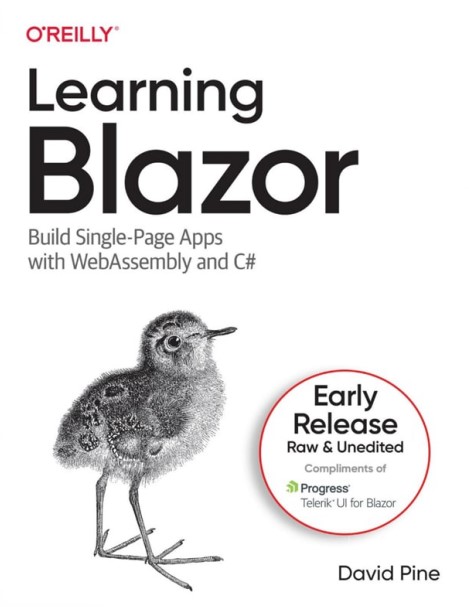 O'REILLY®
Learning
Blazor
Build Single-Page Apps
with WebAssembly and C#
Early
Release
Raw & Unedited
Compliments of
Progress®
Telerik® UI for Blazor
David Pine